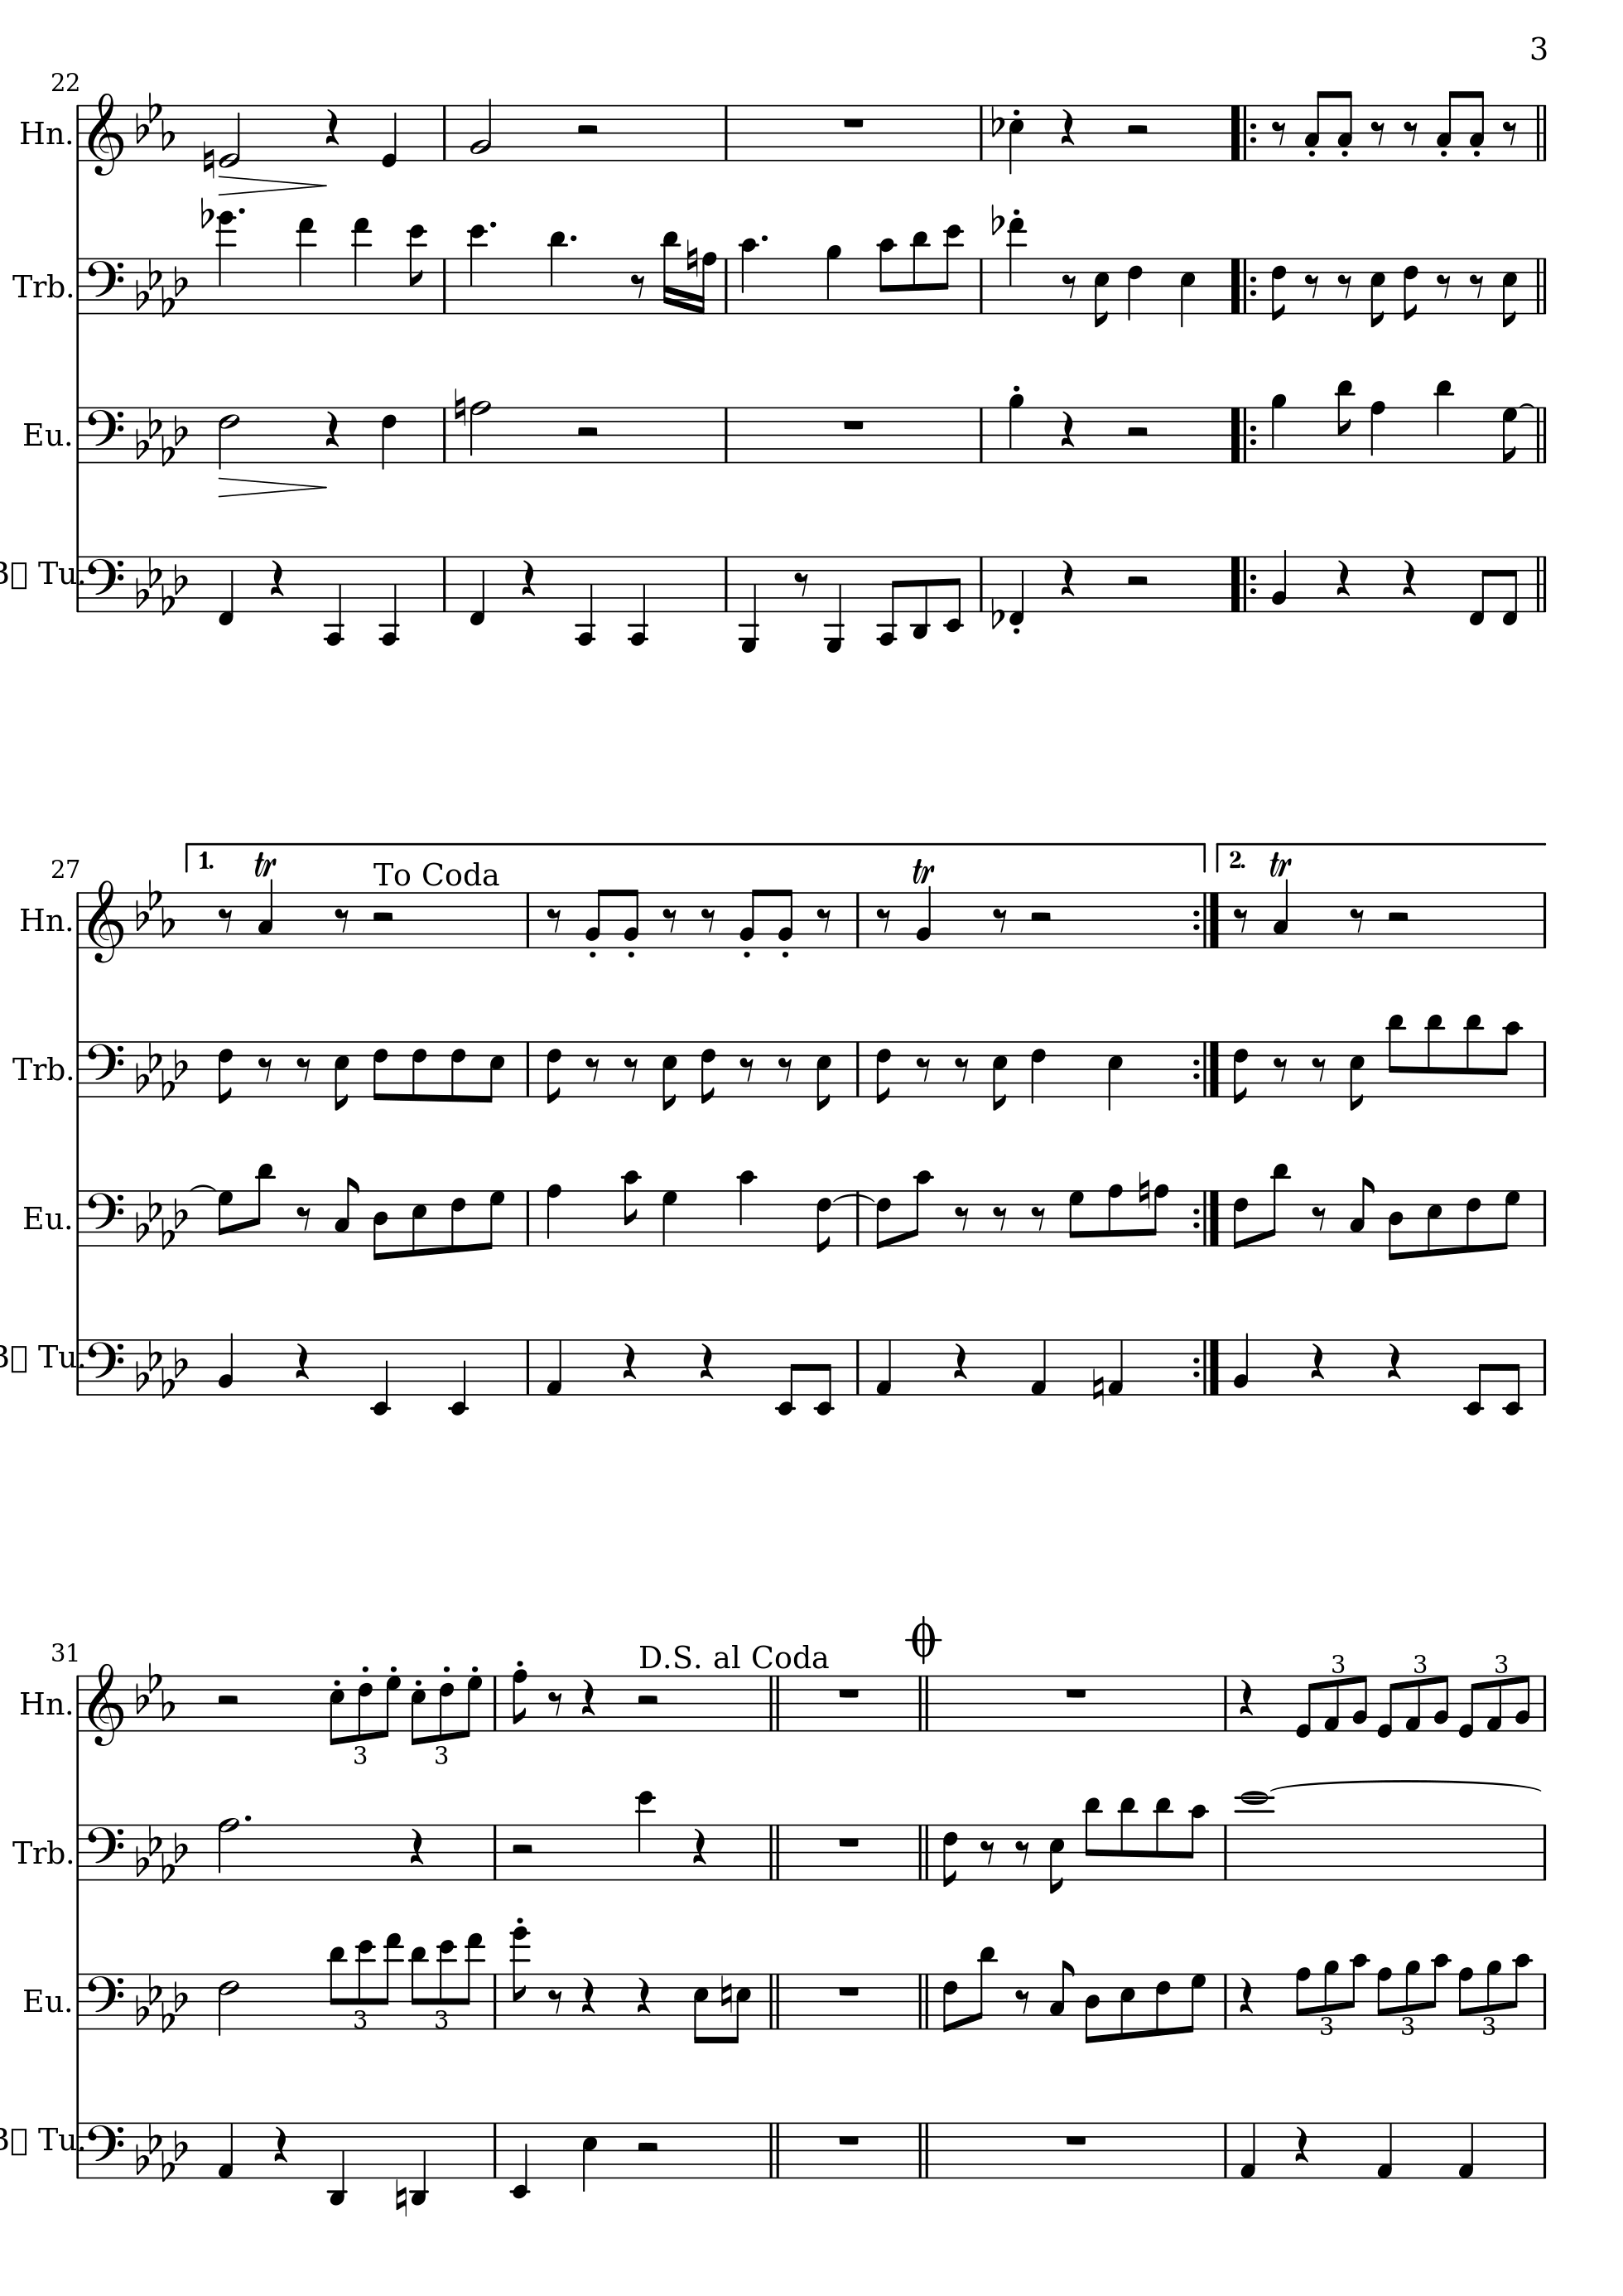 3
22
Hn.
Trb.
Eu.
Tu.
27
1.
tr
To Coda
tr
2.
tr
Hn.
Trb.
Eu.
Tu.
31
D.S. al Coda
Hn.
3 3
3 3 3
Trb.
Eu.
3 3
3 3 3
Tu.